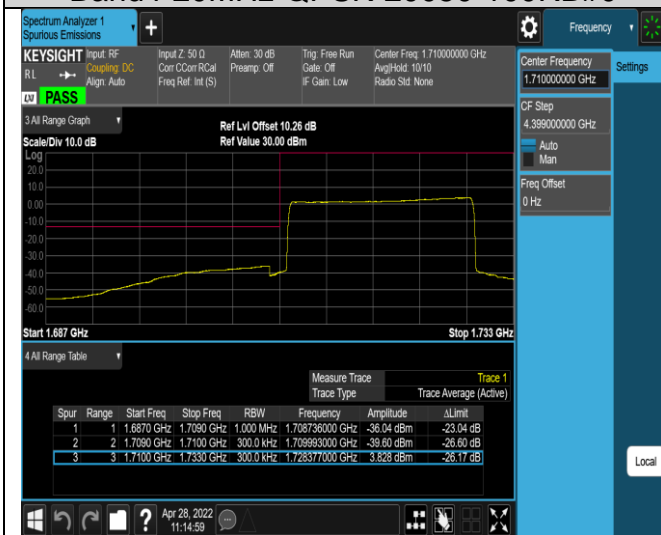 Spectrum Analyzer 1
Spurious Emissions
Frequency
KEYSIGHT
RL
LXI PASS
Input: RF
Coupling: DC
Align: Auto
Input Z: 50 Ω
Corr CCorr RCal
Freq Ref: Int (S)
Atten: 30 dB
Preamp: Off
Trig: Free Run
Gate: Off
IF Gain: Low
Center Freq: 1.710000000 GHz
Avg|Hold: 10/10
Radio Std: None
Center Frequency
1.710000000 GHz
Settings
CF Step
4.399000000 GHz
Auto
Man
Freq Offset
0 Hz
3 All Range Graph
Scale/Div 10.0 dB
Ref Lvl Offset 10.26 dB
Ref Value 30.00 dBm
Log
20.0
10.0
0.00
-10.0
-20.0
-30.0
-40.0
-50.0
-60.0
Start 1.687 GHz Stop 1.733 GHz
4 All Range Table
Measure Trace Trace 1
Trace Type Trace Average (Active)
Spur Range Start Freq Stop Freq RBW Frequency Amplitude ΔLimit
1 1 1.6870 GHz 1.7090 GHz 1.000 MHz 1.708736000 GHz -36.04 dBm -23.04 dB
2 2 1.7090 GHz 1.7100 GHz 300.0 kHz 1.709993000 GHz -39.60 dBm -26.60 dB
3 3 1.7100 GHz 1.7330 GHz 300.0 kHz 1.728377000 GHz 3.828 dBm -26.17 dB
Local
Apr 28, 2022
11:14:59